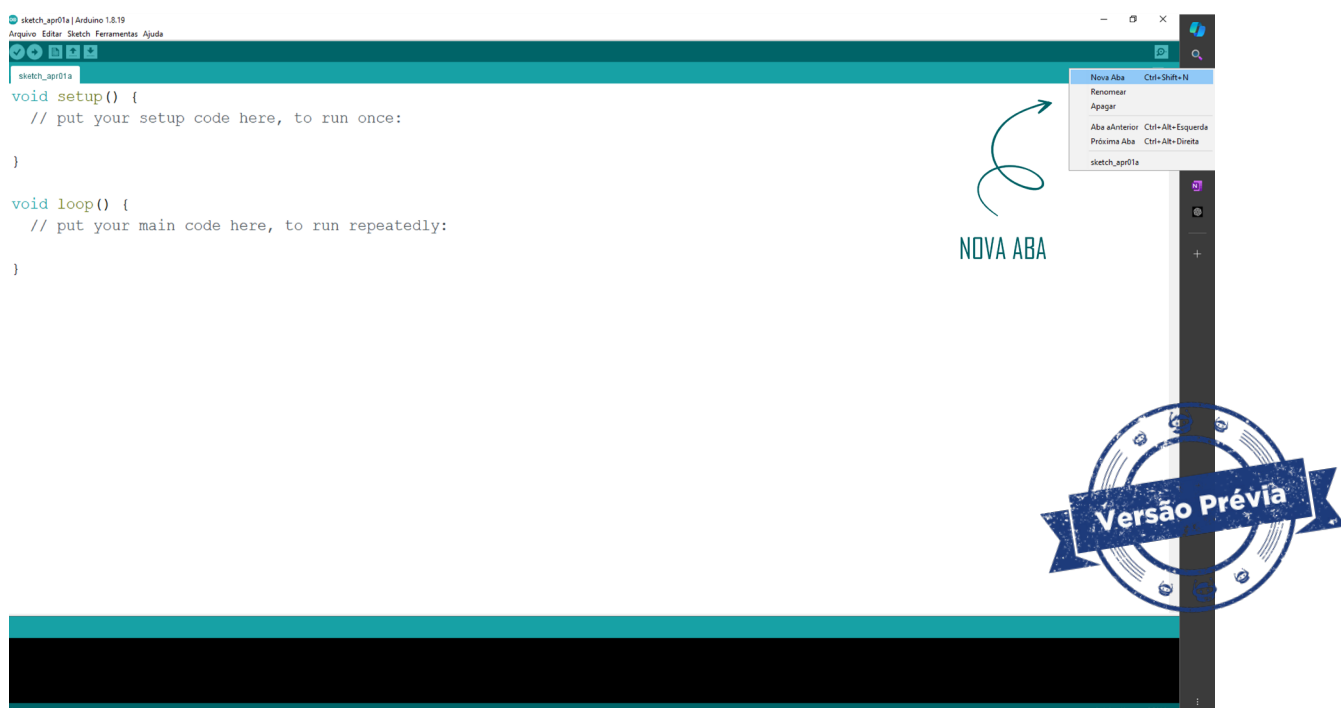 sketch_apr01a | Arduino 1.8.19
Arquivo Editar Sketch Ferramentas Ajuda
sketch_apr01a
void setup() {
// put your setup code here, to run once:
}
void loop() {
// put your main code here, to run repeatedly:
}
Nova Aba Ctrl+Shift+N
Renomear
Apagar
Aba aAnterior Ctrl+Alt+Esquerda
Próxima Aba Ctrl+Alt+Direita
sketch_apr01a
NOVA ABA
Versão Prévia